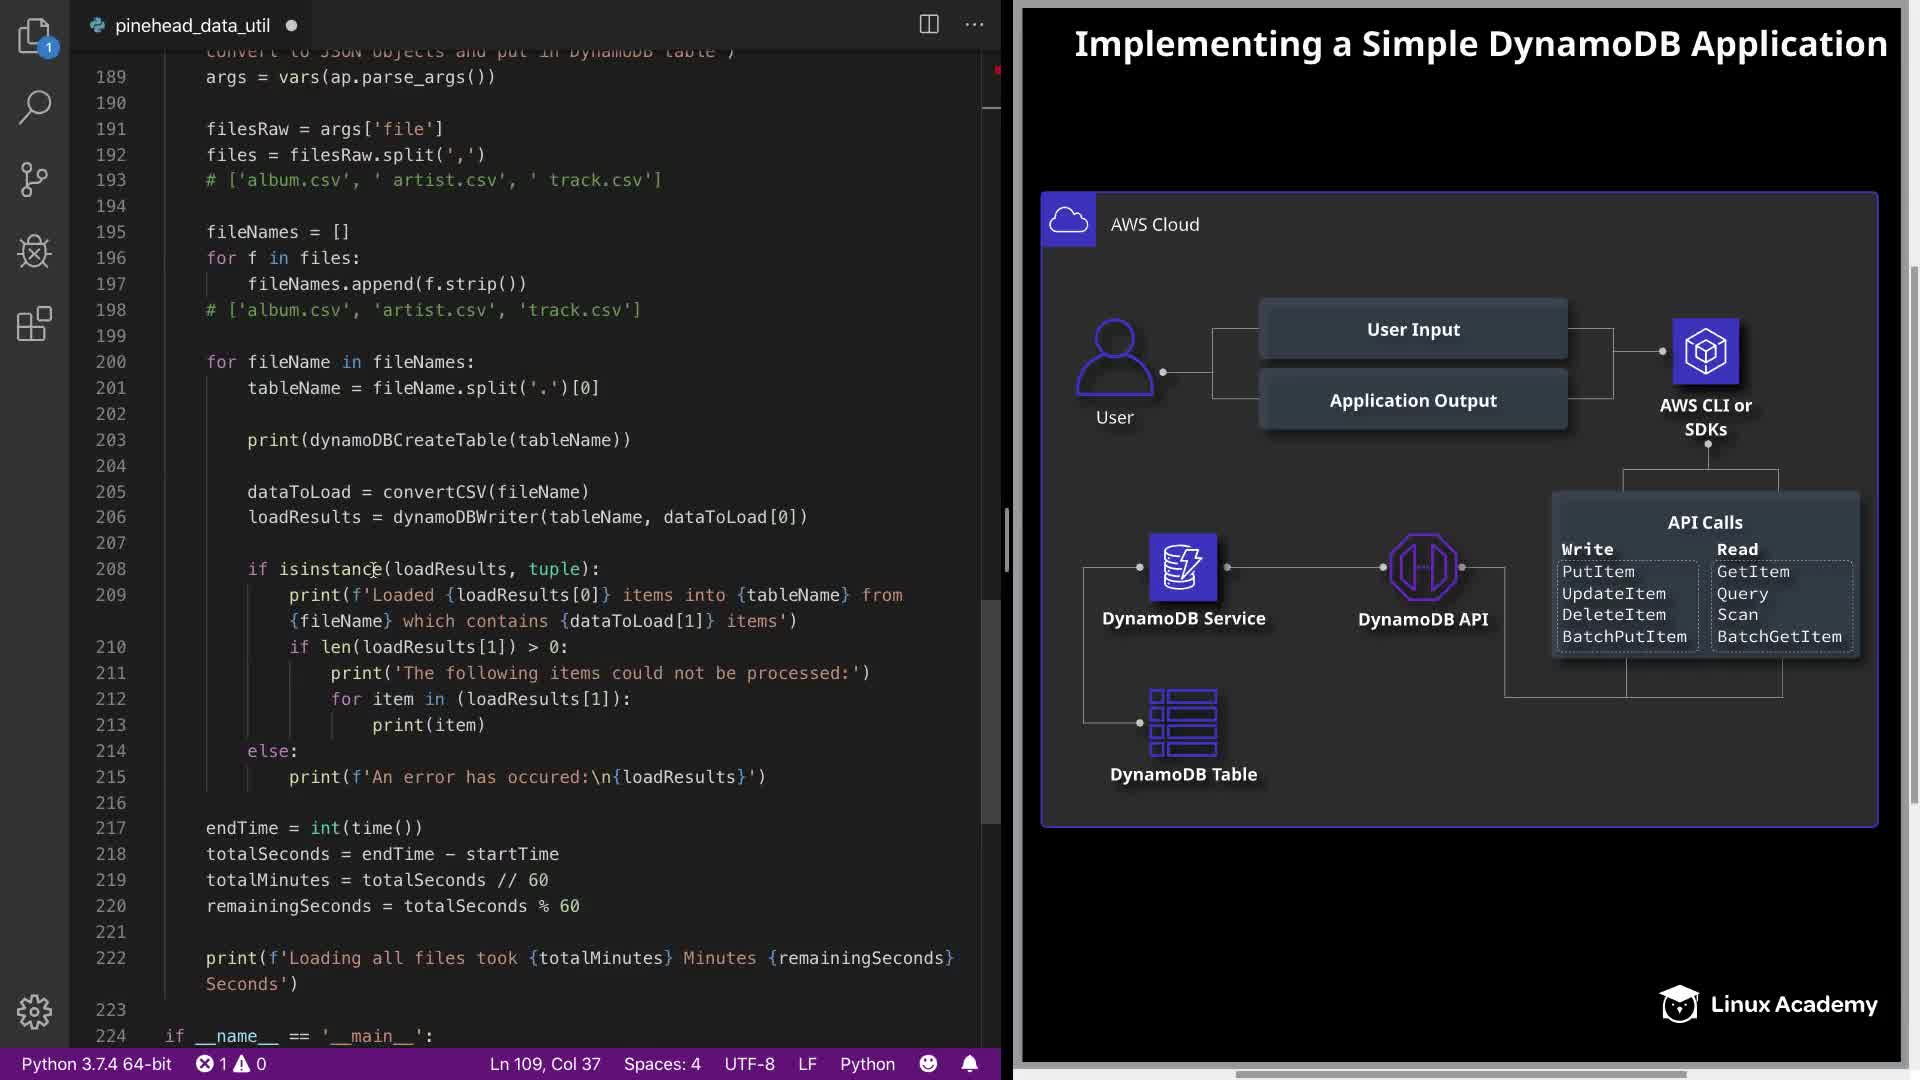 1
pinehead_data_util
convert to JSON objects and put in DynamoDB table')
189 args = vars(ap.parse_args())
190
191 filesRaw = args['file']
192 files = filesRaw.split(',')
193 # ['album.csv', ' artist.csv', ' track.csv']
194
195 fileNames = []
196 for f in files:
197 fileNames.append(f.strip())
198 # ['album.csv', 'artist.csv', 'track.csv']
199
200 for fileName in fileNames:
201 tableName = fileName.split('.')[0]
202
203 print(dynamoDBCreateTable(tableName))
204
205 dataToLoad = convertCSV(fileName)
206 loadResults = dynamoDBWriter(tableName, dataToLoad[0])
207
208 if isinstance(loadResults, tuple):
209 print(f'Loaded {loadResults[0]} items into {tableName} from
{fileName} which contains {dataToLoad[1]} items')
210 if len(loadResults[1]) > 0:
211 print('The following items could not be processed:')
212 for item in (loadResults[1]):
213 print(item)
214 else:
215 print(f'An error has occured:\n{loadResults}')
216
217 endTime = int(time())
218 totalSeconds = endTime - startTime
219 totalMinutes = totalSeconds // 60
220 remainingSeconds = totalSeconds % 60
221
222 print(f'Loading all files took {totalMinutes} Minutes {remainingSeconds}
Seconds')
223
224 if __name__ == '__main__':
Python 3.7.4 64-bit 1 0 Ln 109, Col 37 Spaces: 4 UTF-8 LF Python
Implementing a Simple DynamoDB Application
AWS Cloud
User Input
Application Output
User
AWS CLI or
SDKs
API Calls
Write Read
PutItem GetItem
UpdateItem Query
DeleteItem Scan
BatchPutItem BatchGetItem
DynamoDB Service
DynamoDB API
DynamoDB Table
Linux Academy